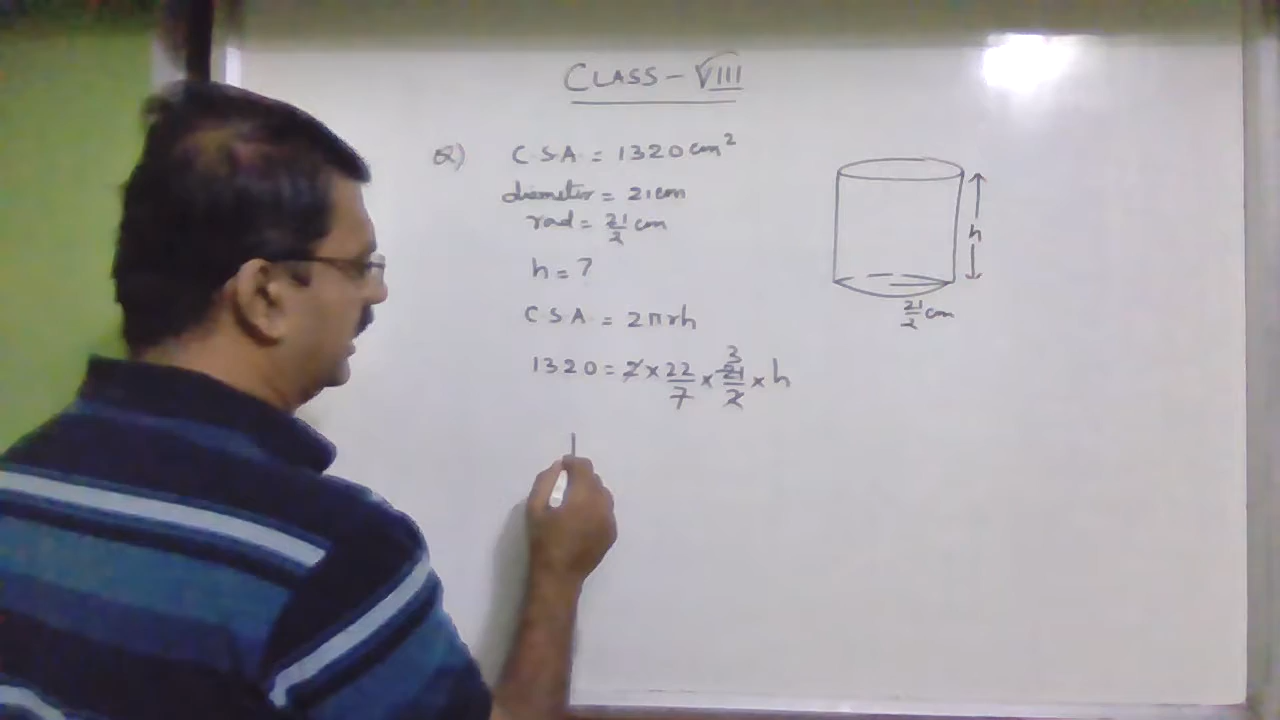 CLASS - VIII
Q) C.S.A. = 1320 cm²
diameter = 21 cm
rad = 21/2 cm
h = ?
C S A = 2πrh
1320 = 2 × 22/7 × 21/2 × h
3
h
21/2 cm